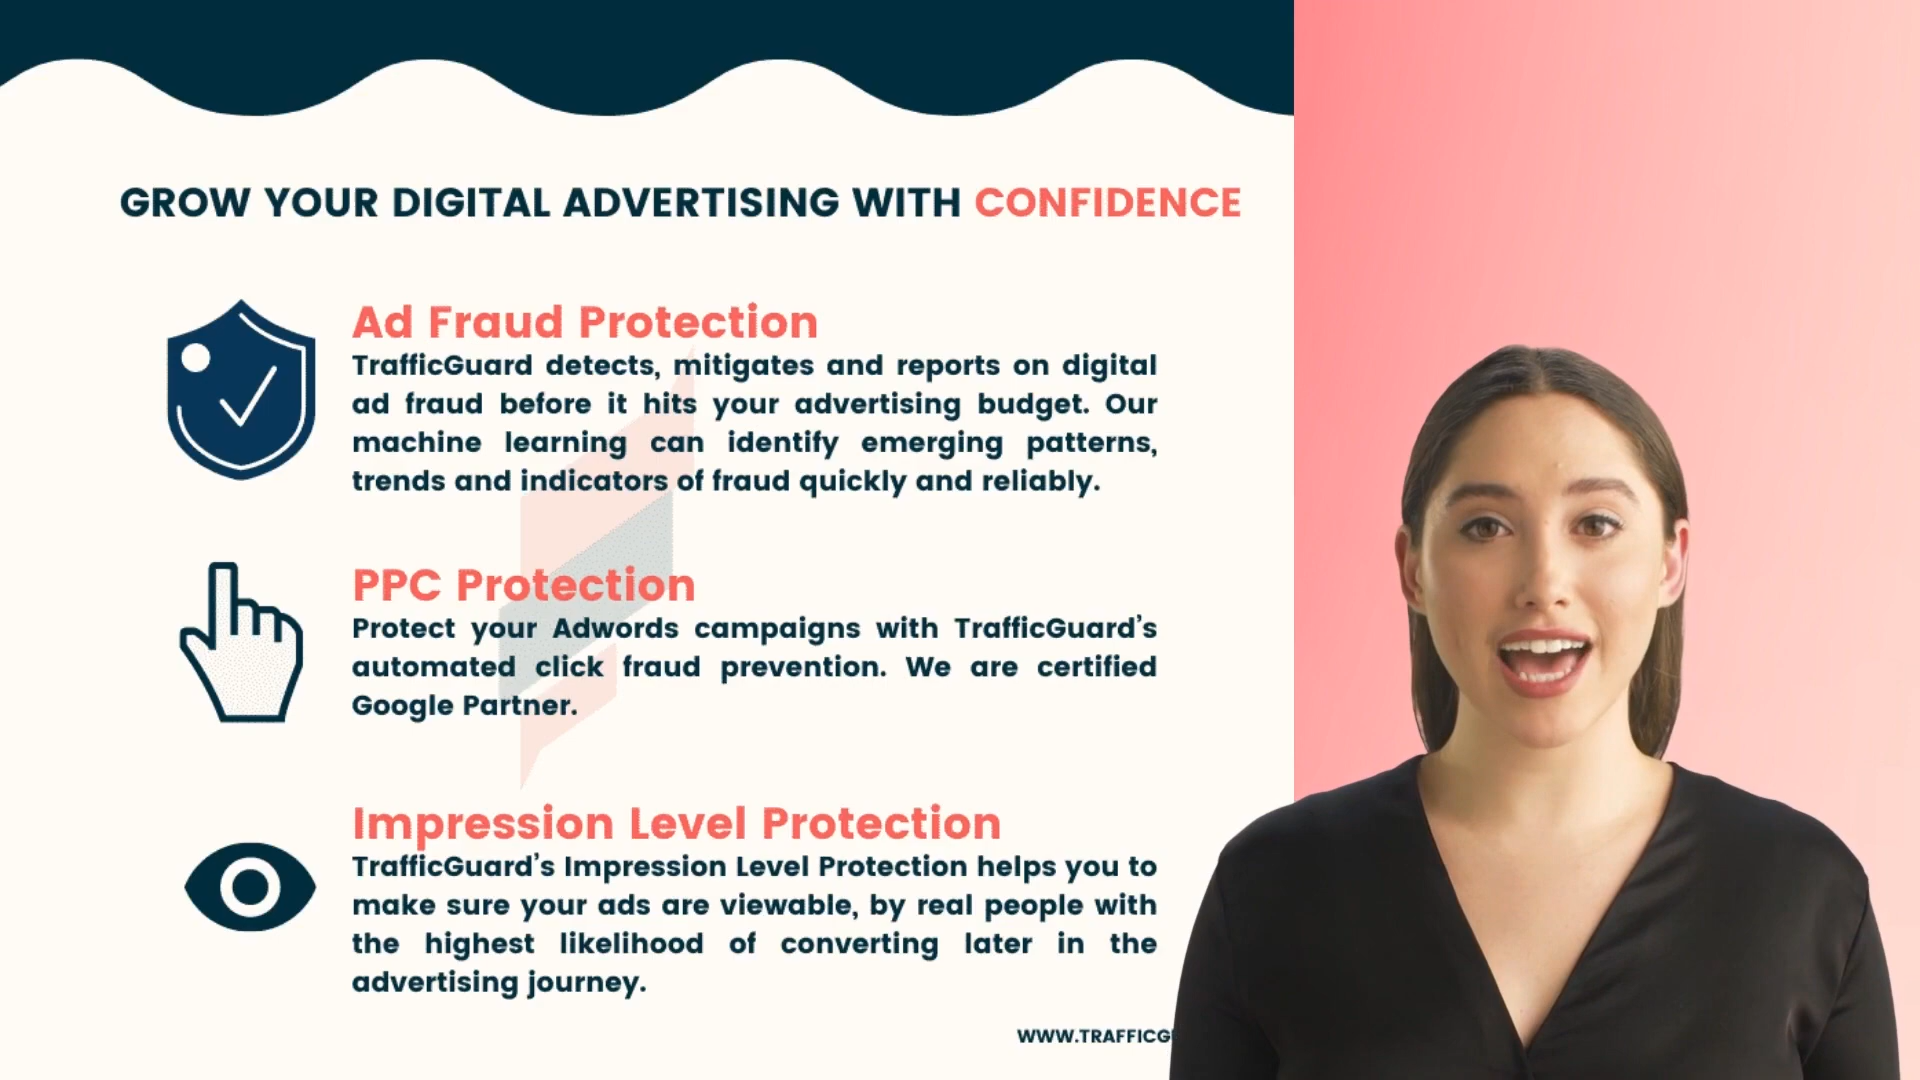 GROW YOUR DIGITAL ADVERTISING WITH CONFIDENCE
Ad Fraud Protection
TrafficGuard detects, mitigates and reports on digital
ad fraud before it hits your advertising budget. Our
machine learning can identify emerging patterns,
trends and indicators of fraud quickly and reliably.
PPC Protection
Protect your Adwords campaigns with TrafficGuard's
automated click fraud prevention. We are certified
Google Partner.
Impression Level Protection
TrafficGuard's Impression Level Protection helps you to
make sure your ads are viewable, by real people with
the highest likelihood of converting later in the
advertising journey.